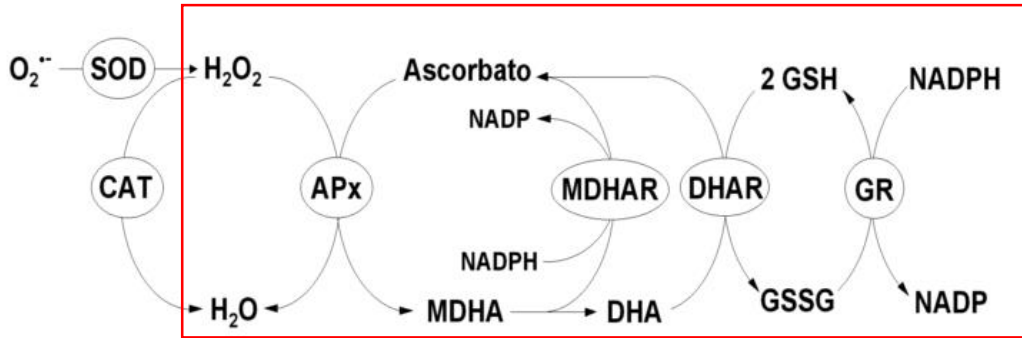 O₂•⁻ SOD H₂O₂ Ascorbato 2 GSH NADPH
NADP
CAT APx MDHAR DHAR GR
NADPH
H₂O MDHA DHA GSSG NADP